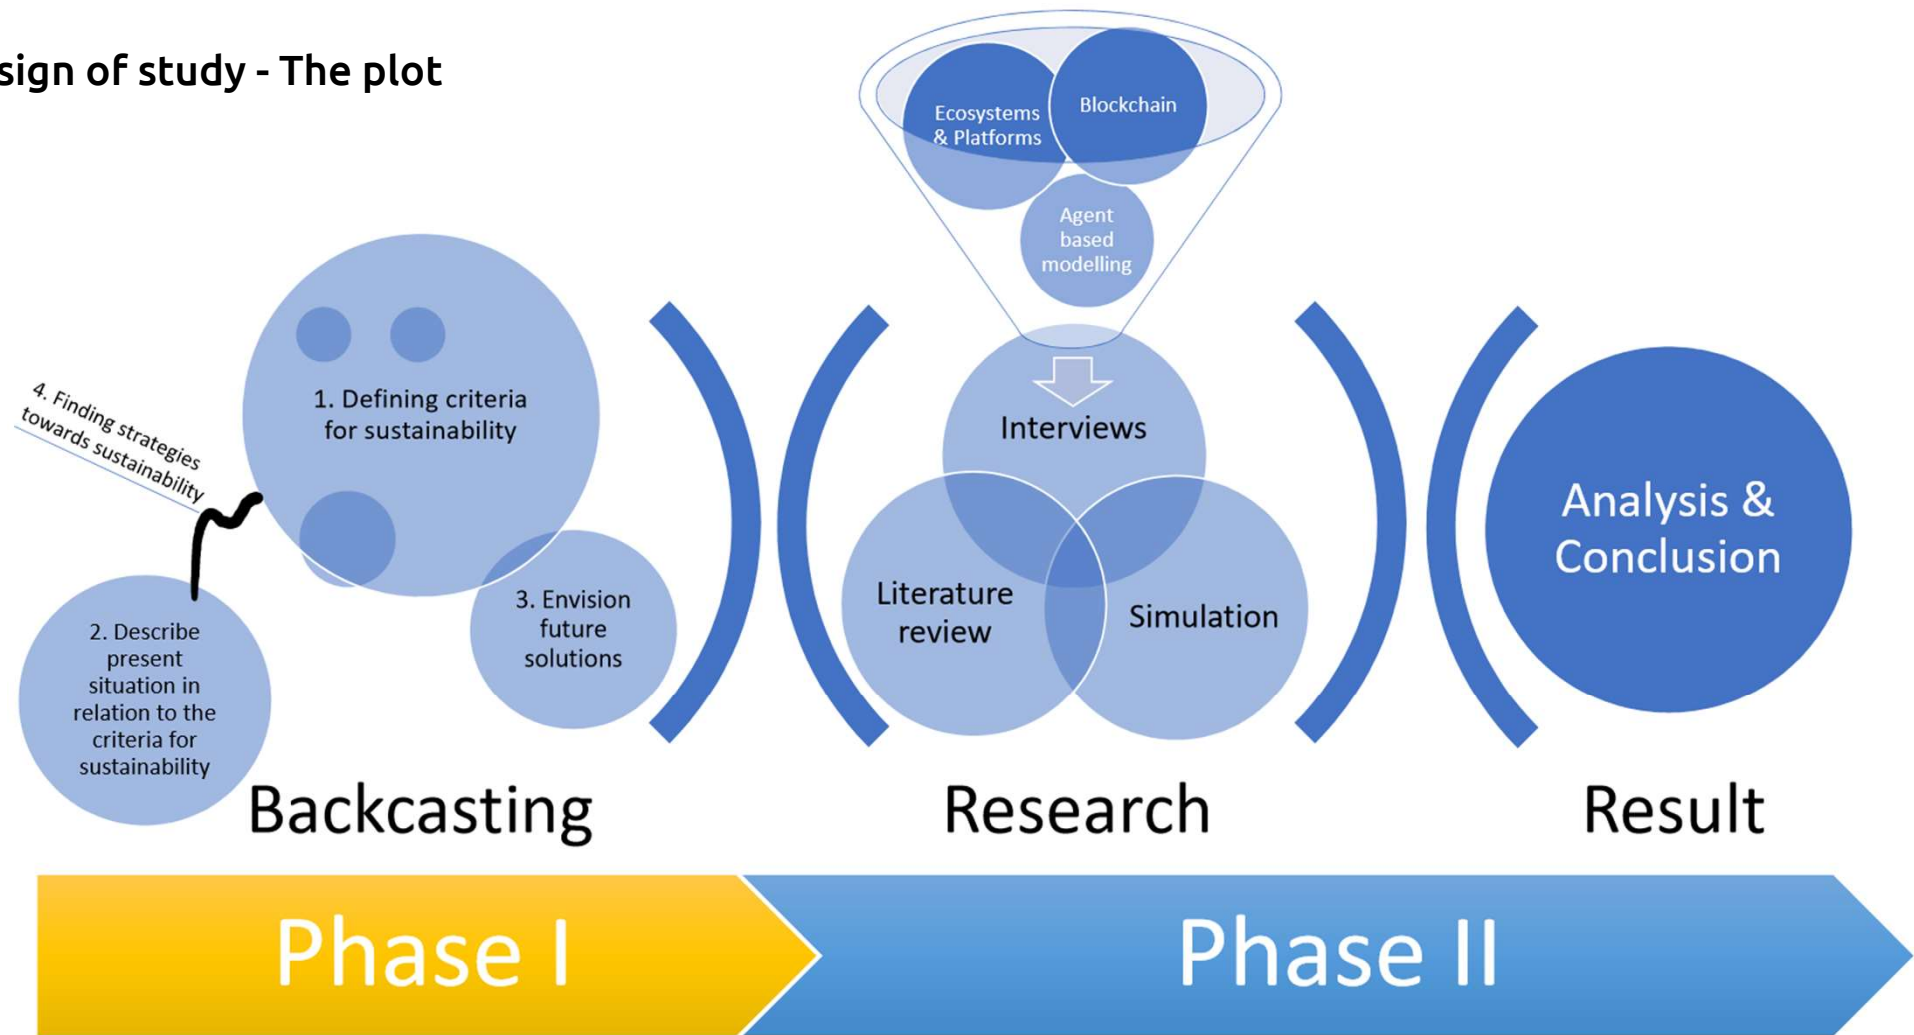 sign of study - The plot
Ecosystems
& Platforms
Blockchain
Agent
based
modelling
4. Finding strategies
towards sustainability
1. Defining criteria
for sustainability
2. Describe
present
situation in
relation to the
criteria for
sustainability
3. Envision
future
solutions
Interviews
Literature
review
Simulation
Analysis &
Conclusion
Backcasting
Research
Result
Phase I
Phase II